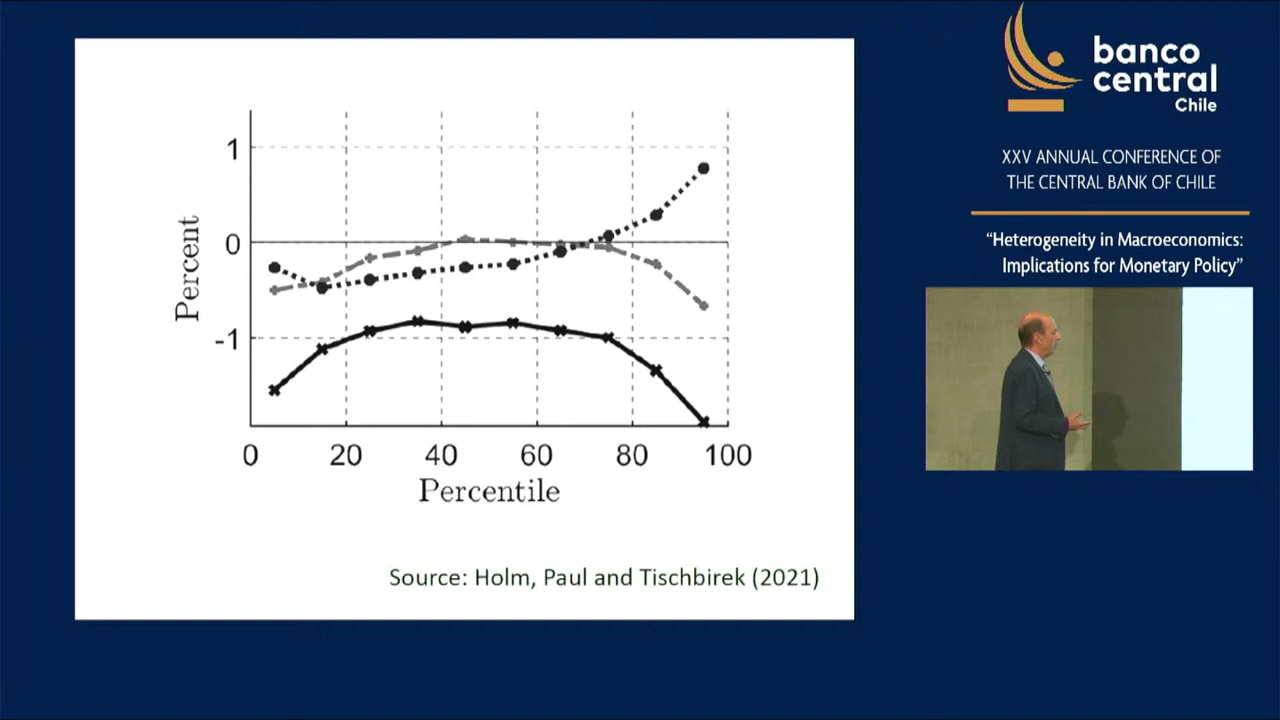 banco
central
Chile
XXV ANNUAL CONFERENCE OF
THE CENTRAL BANK OF CHILE
“Heterogeneity in Macroeconomics:
Implications for Monetary Policy”
1
0
-1
Percent
0 20 40 60 80 100
Percentile
Source: Holm, Paul and Tischbirek (2021)